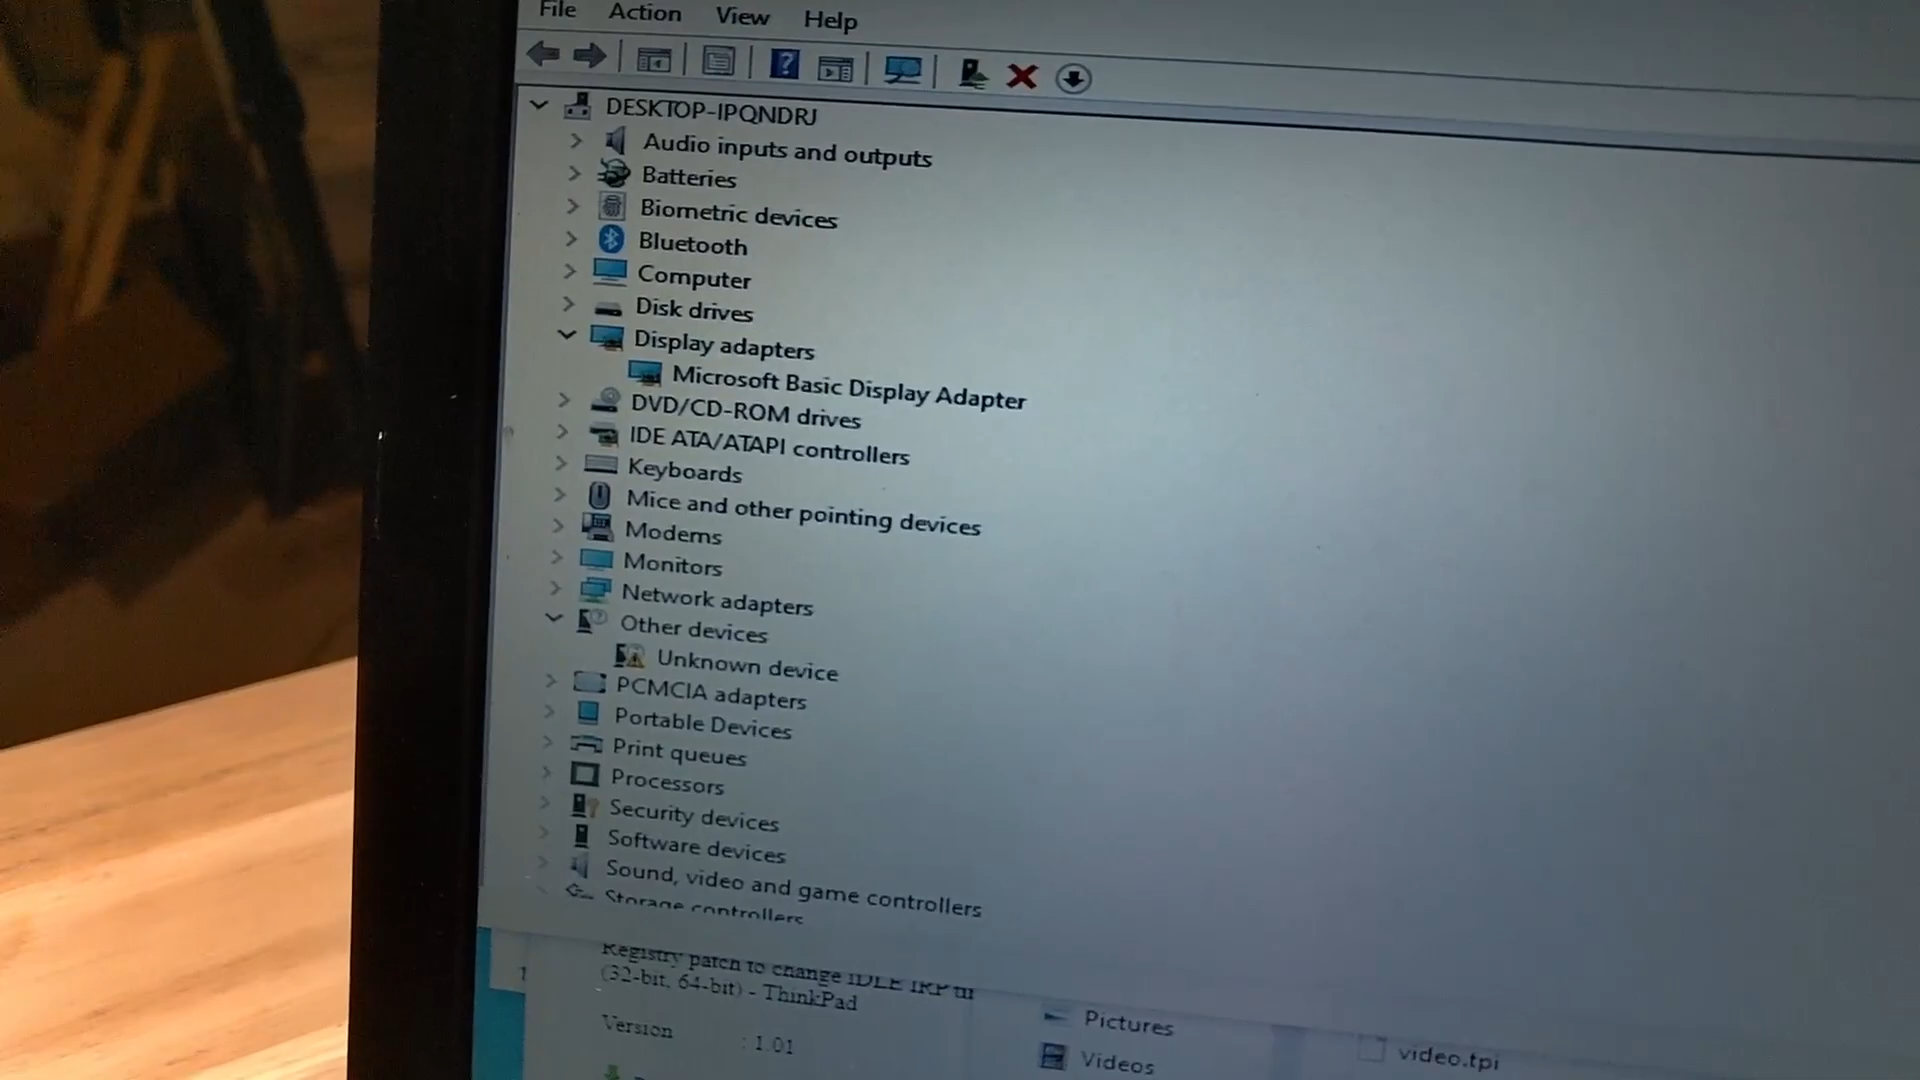 File Action View Help
DESKTOP-IPQNDRJ
Audio inputs and outputs
Batteries
Biometric devices
Bluetooth
Computer
Disk drives
Display adapters
Microsoft Basic Display Adapter
DVD/CD-ROM drives
IDE ATA/ATAPI controllers
Keyboards
Mice and other pointing devices
Modems
Monitors
Network adapters
Other devices
Unknown device
PCMCIA adapters
Portable Devices
Print queues
Processors
Security devices
Software devices
Sound, video and game controllers
Storage controllers
Registry patch to change IDLE IRP
(32-bit, 64-bit) - ThinkPad
Version : 1.01
Pictures
Videos
video.tpi